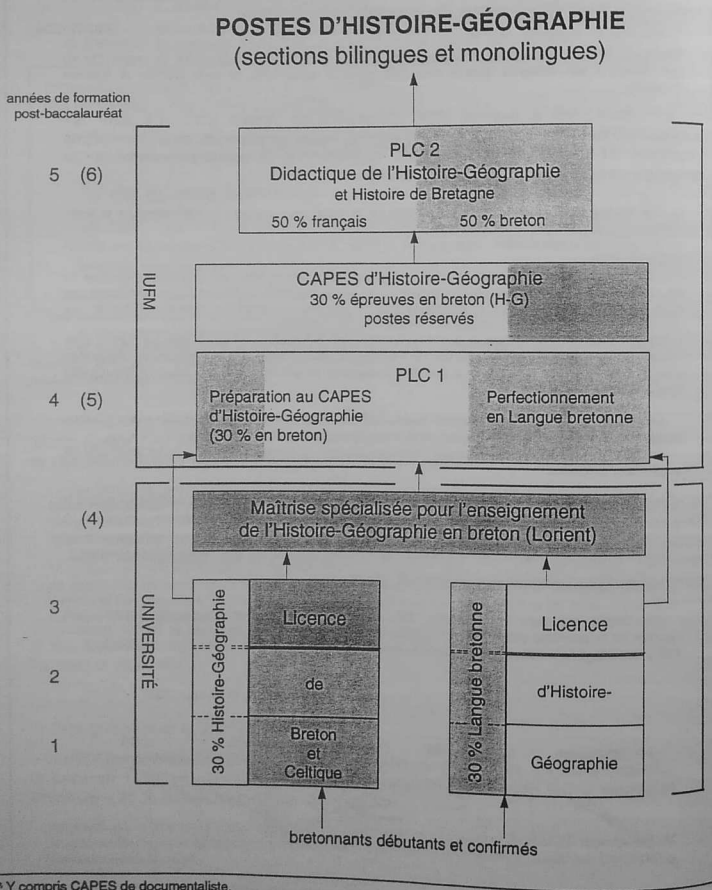 POSTES D'HISTOIRE-GÉOGRAPHIE
(sections bilingues et monolingues)
années de formation
post-baccalauréat
5 (6)
IUFM
PLC 2
Didactique de l'Histoire-Géographie
et Histoire de Bretagne
50 % français
50 % breton
CAPES d'Histoire-Géographie
30 % épreuves en breton (H-G)
postes réservés
4 (5)
PLC 1
Préparation au CAPES
d'Histoire-Géographie
(30 % en breton)
Perfectionnement
en Langue bretonne
(4)
UNIVERSITÉ
Maîtrise spécialisée pour l'enseignement
de l'Histoire-Géographie en breton (Lorient)
3
2
1
30 % Histoire-Géographie
Licence
de
Breton
et
Celtique
30 % Langue bretonne
Licence
d'Histoire-
Géographie
bretonnants débutants et confirmés
Y compris CAPES de documentaliste.